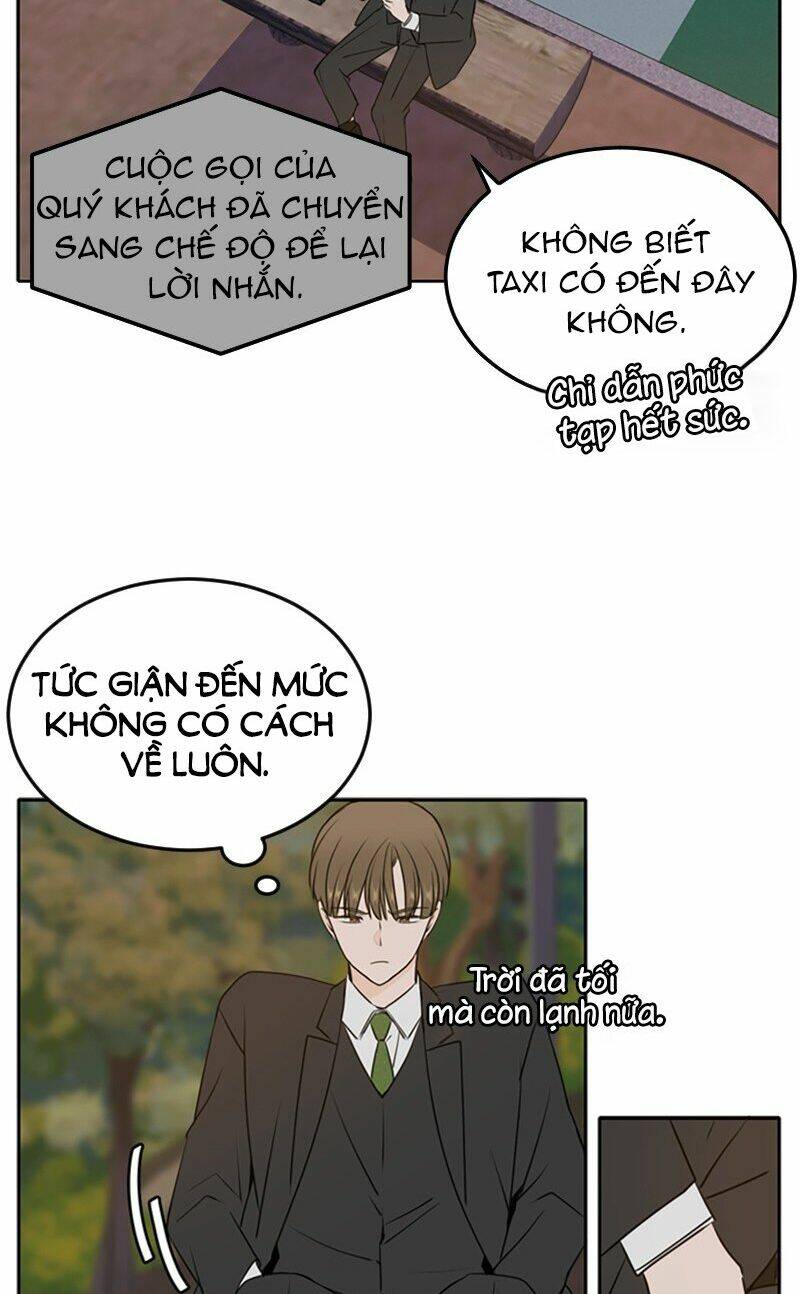 CUỘC GỌI CỦA
QUÝ KHÁCH ĐÃ CHUYỂN
SANG CHẾ ĐỘ ĐỂ LẠI
LỜI NHẮN.
KHÔNG BIẾT
TAXI CÓ ĐẾN ĐÂY
KHÔNG.
Chỉ dẫn phức
tạp hết sức.
TỨC GIẬN ĐẾN MỨC
KHÔNG CÓ CÁCH
VỀ LUÔN.
Trời đã tối
mà còn lạnh nữa.